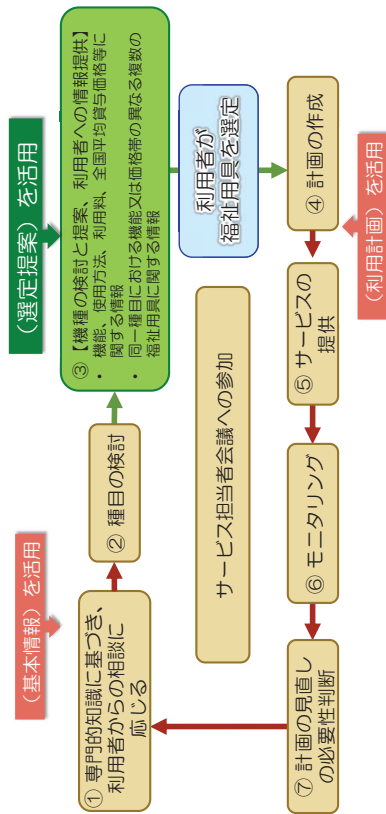 （基本情報）を活用
（選定提案）を活用
① 専門的知識に基づき、
利用者からの相談に
応じる
② 種目の検討
③【機種の検討と提案、利用者への情報提供】
・ 機能、使用方法、利用料、全国平均貸与価格等に
関する情報
・ 同一種目における機能又は価格帯の異なる複数の
福祉用具に関する情報
利用者が
福祉用具を選定
サービス担当者会議への参加
④ 計画の作成
（利用計画）を活用
⑤ サービスの
提供
⑥ モニタリング
⑦ 計画の見直し
の必要性判断